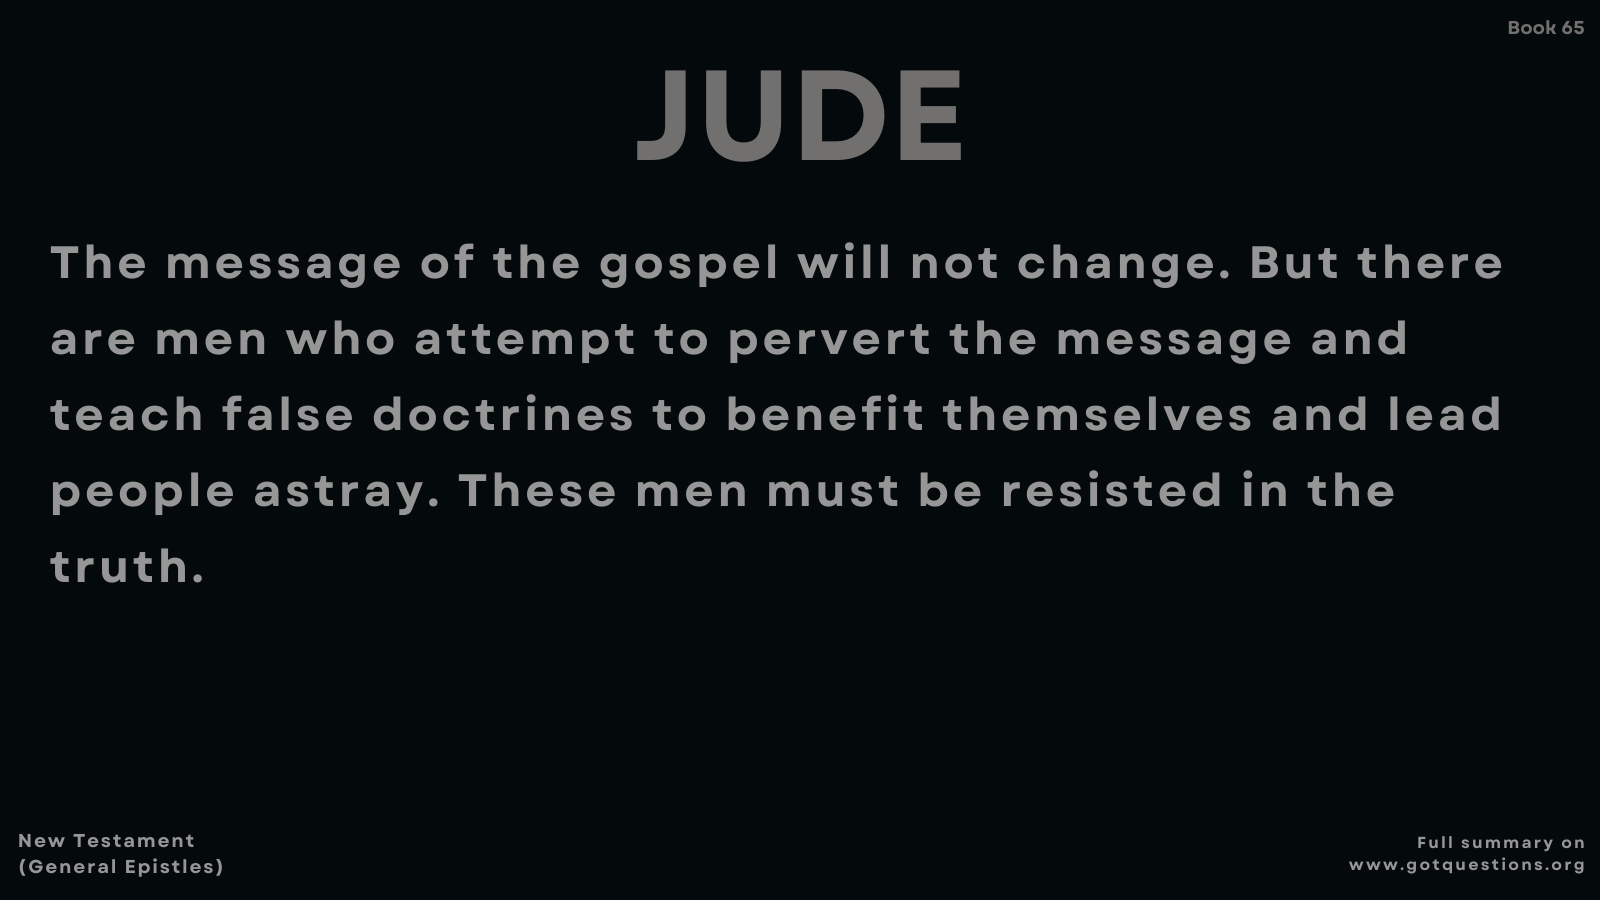 Book 65
JUDE
The message of the gospel will not change. But there
are men who attempt to pervert the message and
teach false doctrines to benefit themselves and lead
people astray. These men must be resisted in the
truth.
New Testament
(General Epistles)
Full summary on
www.gotquestions.org